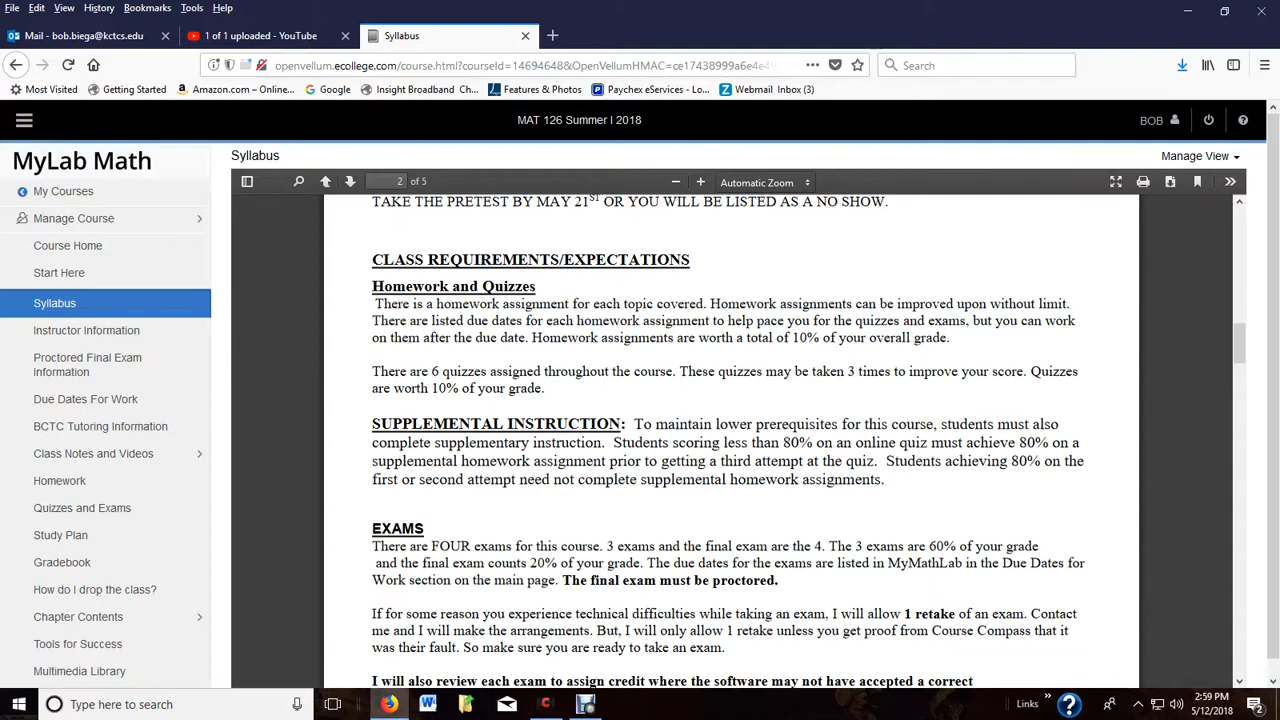 File Edit View History Bookmarks Tools Help
Mail - bob.biega@kctcs.edu
1 of 1 uploaded - YouTube
Syllabus
openvellum.ecollege.com/course.html?courseId=14694648&OpenVellumHMAC=ce17438999a6e4e4
Search
Most Visited Getting Started Amazon.com – Online... Google Insight Broadband Ch... Features & Photos Paychex eServices - Lo... Webmail Inbox (3)
MAT 126 Summer I 2018
BOB
MyLab Math
My Courses
Manage Course
Course Home
Start Here
Syllabus
Instructor Information
Proctored Final Exam
Information
Due Dates For Work
BCTC Tutoring Information
Class Notes and Videos
Homework
Quizzes and Exams
Study Plan
Gradebook
How do I drop the class?
Chapter Contents
Tools for Success
Multimedia Library
Syllabus
Manage View
2 of 5
Automatic Zoom
TAKE THE PRETEST BY MAY 21ST OR YOU WILL BE LISTED AS A NO SHOW.
CLASS REQUIREMENTS/EXPECTATIONS
Homework and Quizzes
There is a homework assignment for each topic covered. Homework assignments can be improved upon without limit.
There are listed due dates for each homework assignment to help pace you for the quizzes and exams, but you can work
on them after the due date. Homework assignments are worth a total of 10% of your overall grade.
There are 6 quizzes assigned throughout the course. These quizzes may be taken 3 times to improve your score. Quizzes
are worth 10% of your grade.
SUPPLEMENTAL INSTRUCTION: To maintain lower prerequisites for this course, students must also
complete supplementary instruction. Students scoring less than 80% on an online quiz must achieve 80% on a
supplemental homework assignment prior to getting a third attempt at the quiz. Students achieving 80% on the
first or second attempt need not complete supplemental homework assignments.
EXAMS
There are FOUR exams for this course. 3 exams and the final exam are the 4. The 3 exams are 60% of your grade
and the final exam counts 20% of your grade. The due dates for the exams are listed in MyMathLab in the Due Dates for
Work section on the main page. The final exam must be proctored.
If for some reason you experience technical difficulties while taking an exam, I will allow 1 retake of an exam. Contact
me and I will make the arrangements. But, I will only allow 1 retake unless you get proof from Course Compass that it
was their fault. So make sure you are ready to take an exam.
I will also review each exam to assign credit where the software may not have accepted a correct
Type here to search
Links
2:59 PM
5/12/2018
2